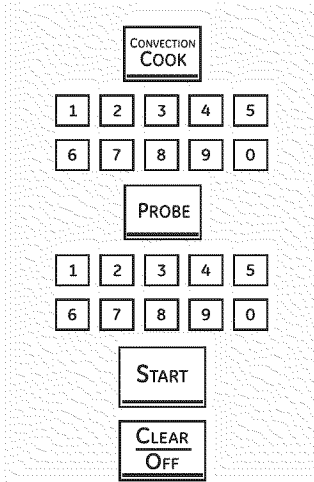 CONVECTION
COOK
1 2 3 4 5
6 7 8 9 0
PROBE
1 2 3 4 5
6 7 8 9 0
START
CLEAR
OFF